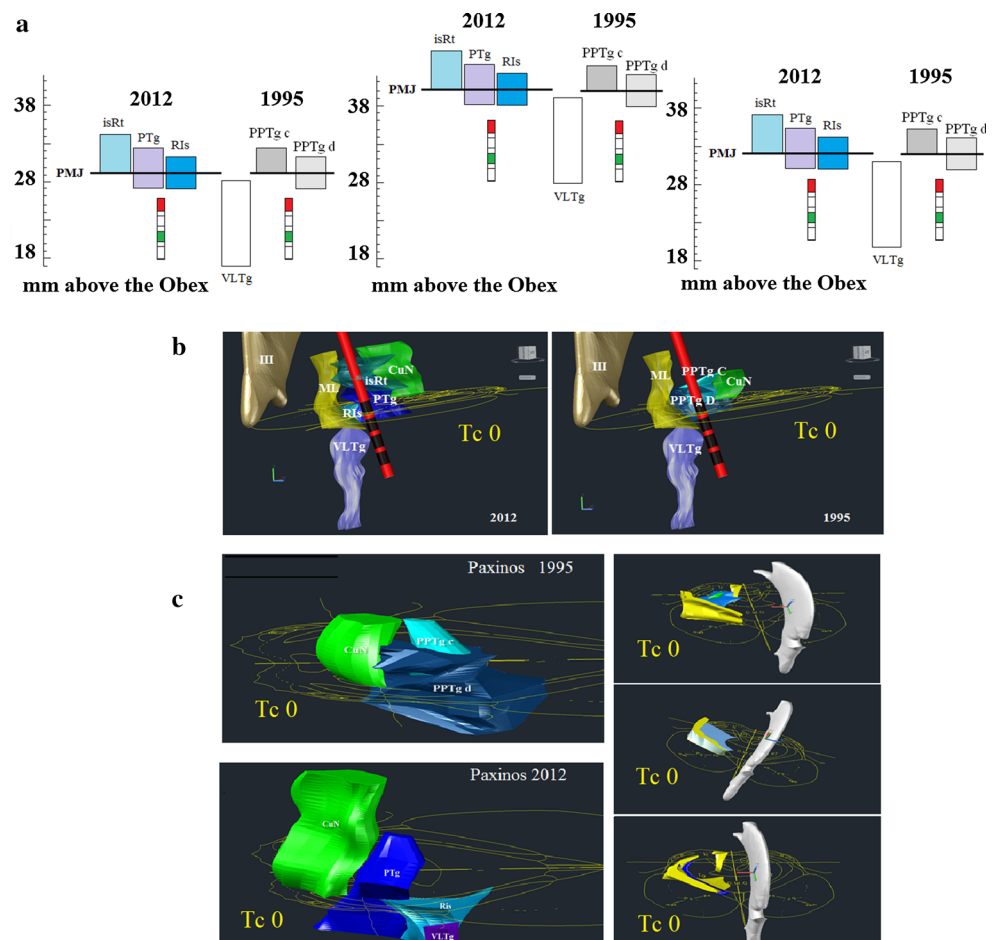 a
2012
1995
isRt
PTg
RIs
PPTg c
PPTg d
38
PMJ
28
18
VLTg
mm above the Obex
2012
1995
isRt
PTg
RIs
PPTg c
PPTg d
PMJ
38
28
18
VLTg
mm above the Obex
2012
1995
isRt
PTg
RIs
PPTg c
PPTg d
38
PMJ
28
18
VLTg
mm above the Obex
b
III
ML
CuN
isRt
PTg
RIs
Tc 0
VLTg
2012
III
ML
PPTg C
CuN
PPTg D
Tc 0
VLTg
1995
c
Paxinos 1995
CuN
PPTg c
PPTg d
Tc 0
Paxinos 2012
CuN
PTg
Ris
VLTg
Tc 0
Tc 0
Tc 0
Tc 0